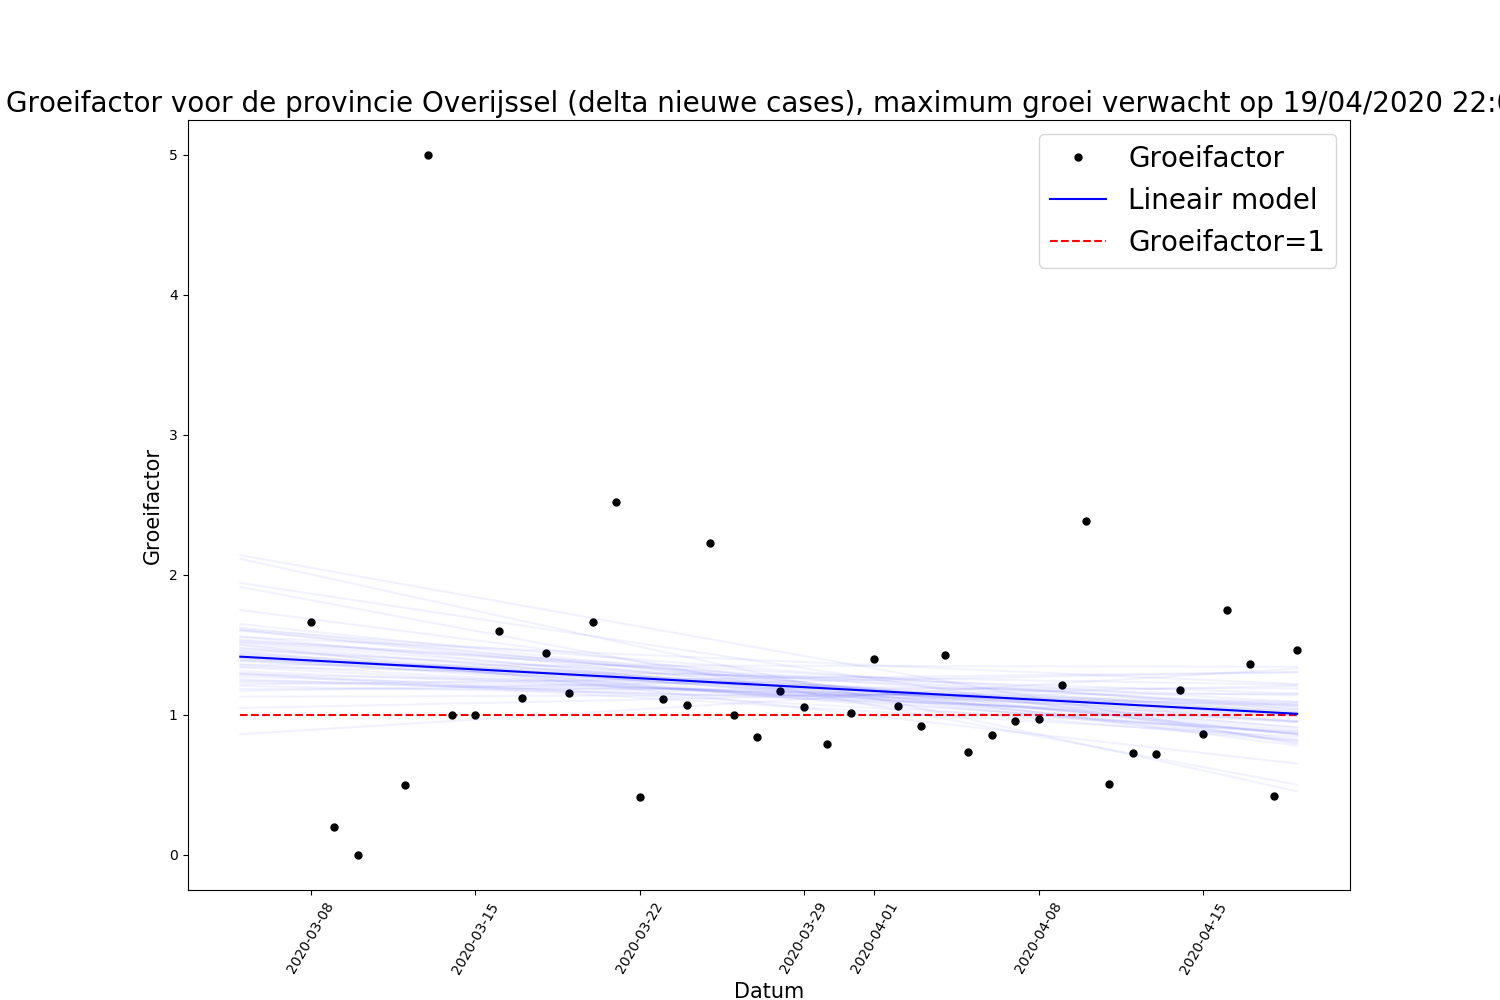 Groeifactor voor de provincie Overijssel (delta nieuwe cases), maximum groei verwacht op 19/04/2020 22:
Groeifactor
Lineair model
Groeifactor=1
5
4
3
2
1
0
Groeifactor
2020-03-08
2020-03-15
2020-03-22
2020-03-29
2020-04-01
2020-04-08
2020-04-15
Datum